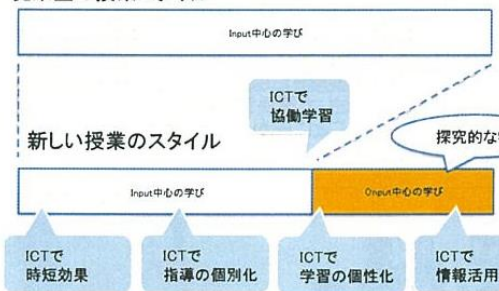 Input中心の学び
ICTで
協働学習
新しい授業のスタイル
探究的な
Input中心の学び
Onput中心の学び
ICTで
時短効果
ICTで
指導の個別化
ICTで
学習の個性化
ICTで
情報活用